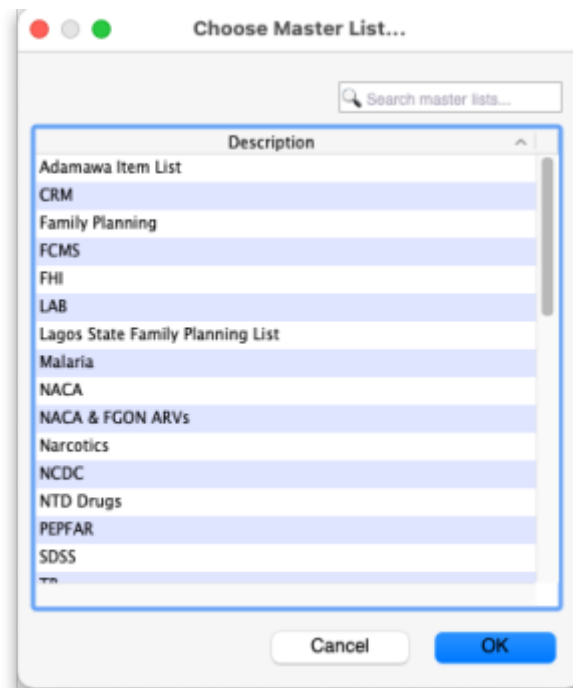 Choose Master List...
Search master lists...
Description
Adamawa Item List
CRM
Family Planning
FCMS
FHI
LAB
Lagos State Family Planning List
Malaria
NACA
NACA & FGON ARVs
Narcotics
NCDC
NTD Drugs
PEPFAR
SDSS
Cancel
OK